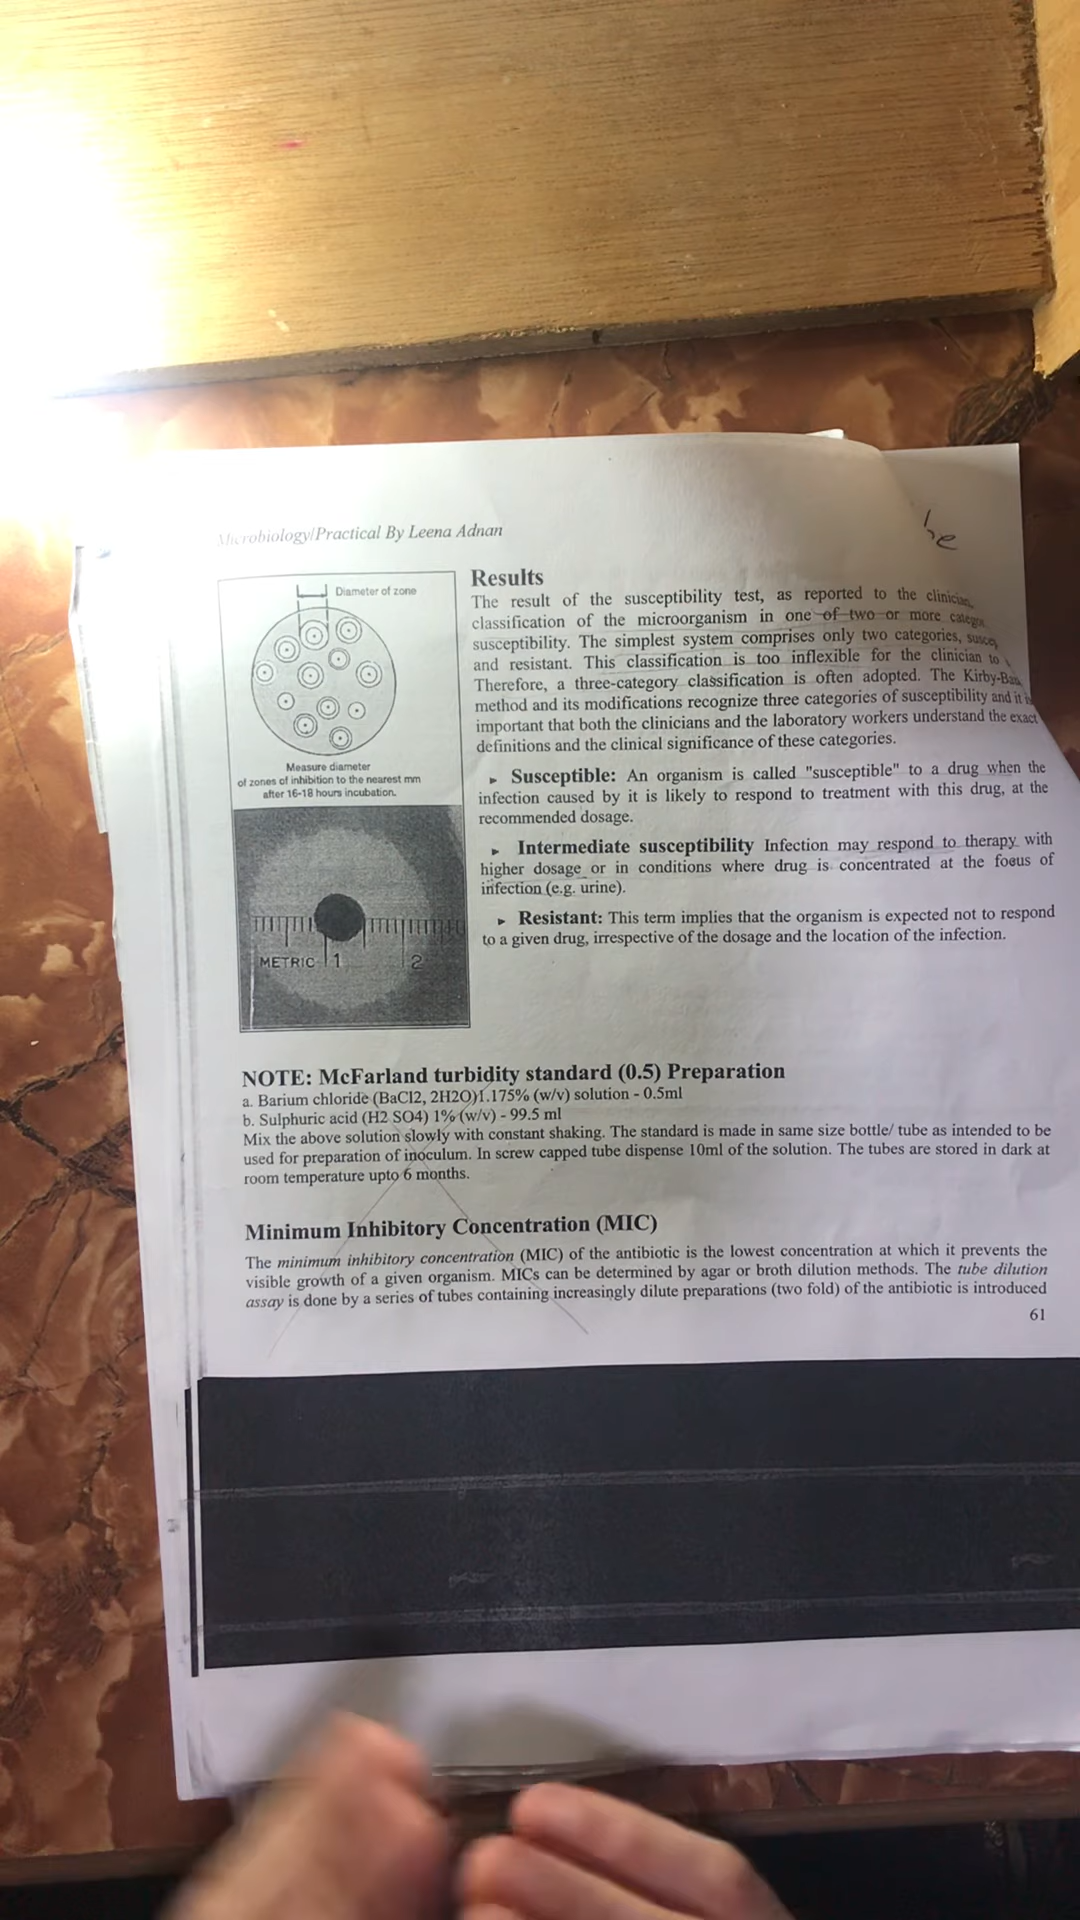 Microbiology/Practical By Leena Adnan
he
Diameter of zone
Measure diameter
of zones of inhibition to the nearest mm
after 16-18 hours incubation.
METRIC 1 2
Results
The result of the susceptibility test, as reported to the
classification of the microorganism in one of two or more
susceptibility. The simplest system comprises only two categories,
and resistant. This classification is too inflexible for the clinician to
Therefore, a three-category classification is often adopted. The
method and its modifications recognize three categories of susceptibility and it is
important that both the clinicians and the laboratory workers understand the exact
definitions and the clinical significance of these categories.
► Susceptible: An organism is called "susceptible" to a drug when the
infection caused by it is likely to respond to treatment with this drug, at the
recommended dosage.
► Intermediate susceptibility Infection may respond to therapy with
higher dosage or in conditions where drug is concentrated at the focus of
infection (e.g. urine).
► Resistant: This term implies that the organism is expected not to respond
to a given drug, irrespective of the dosage and the location of the infection.
NOTE: McFarland turbidity standard (0.5) Preparation
a. Barium chloride (BaCl2, 2H2O)1.175% (w/v) solution - 0.5ml
b. Sulphuric acid (H2 SO4) 1% (w/v) - 99.5 ml
Mix the above solution slowly with constant shaking. The standard is made in same size bottle/ tube as intended to be
used for preparation of inoculum. In screw capped tube dispense 10ml of the solution. The tubes are stored in dark at
room temperature upto 6 months.
Minimum Inhibitory Concentration (MIC)
The minimum inhibitory concentration (MIC) of the antibiotic is the lowest concentration at which it prevents the
visible growth of a given organism. MICs can be determined by agar or broth dilution methods. The tube dilution
assay is done by a series of tubes containing increasingly dilute preparations (two fold) of the antibiotic is introduced
61